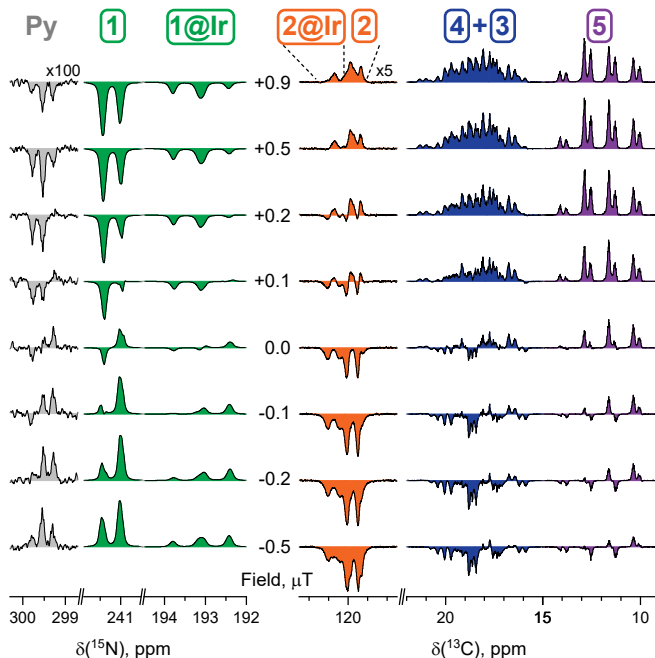 Py 1 1@Ir 2@Ir 2 4+3 5
x100 +0.9 x5
+0.5
+0.2
+0.1
0.0
-0.1
-0.2
-0.5
Field, μT
300 299 241 194 193 192 120 20 15 10
δ(¹⁵N), ppm δ(¹³C), ppm